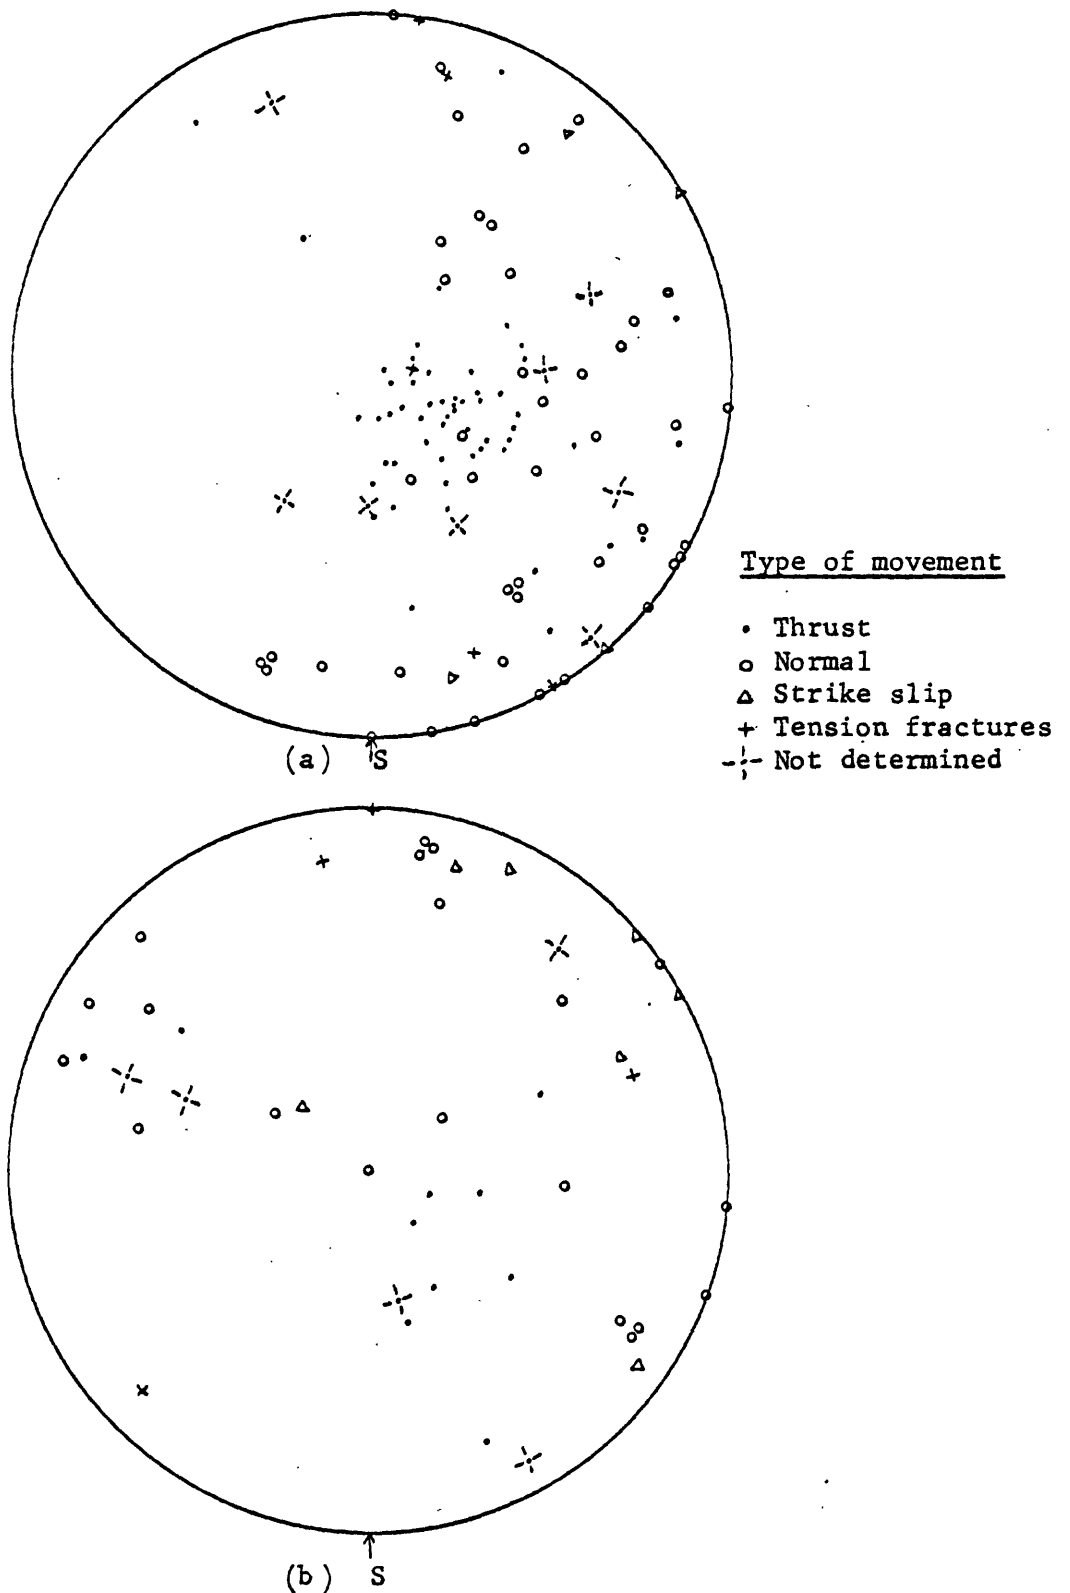 Type of movement
Thrust
Normal
Strike slip
Tension fractures
Not determined
(a) S
(b) S